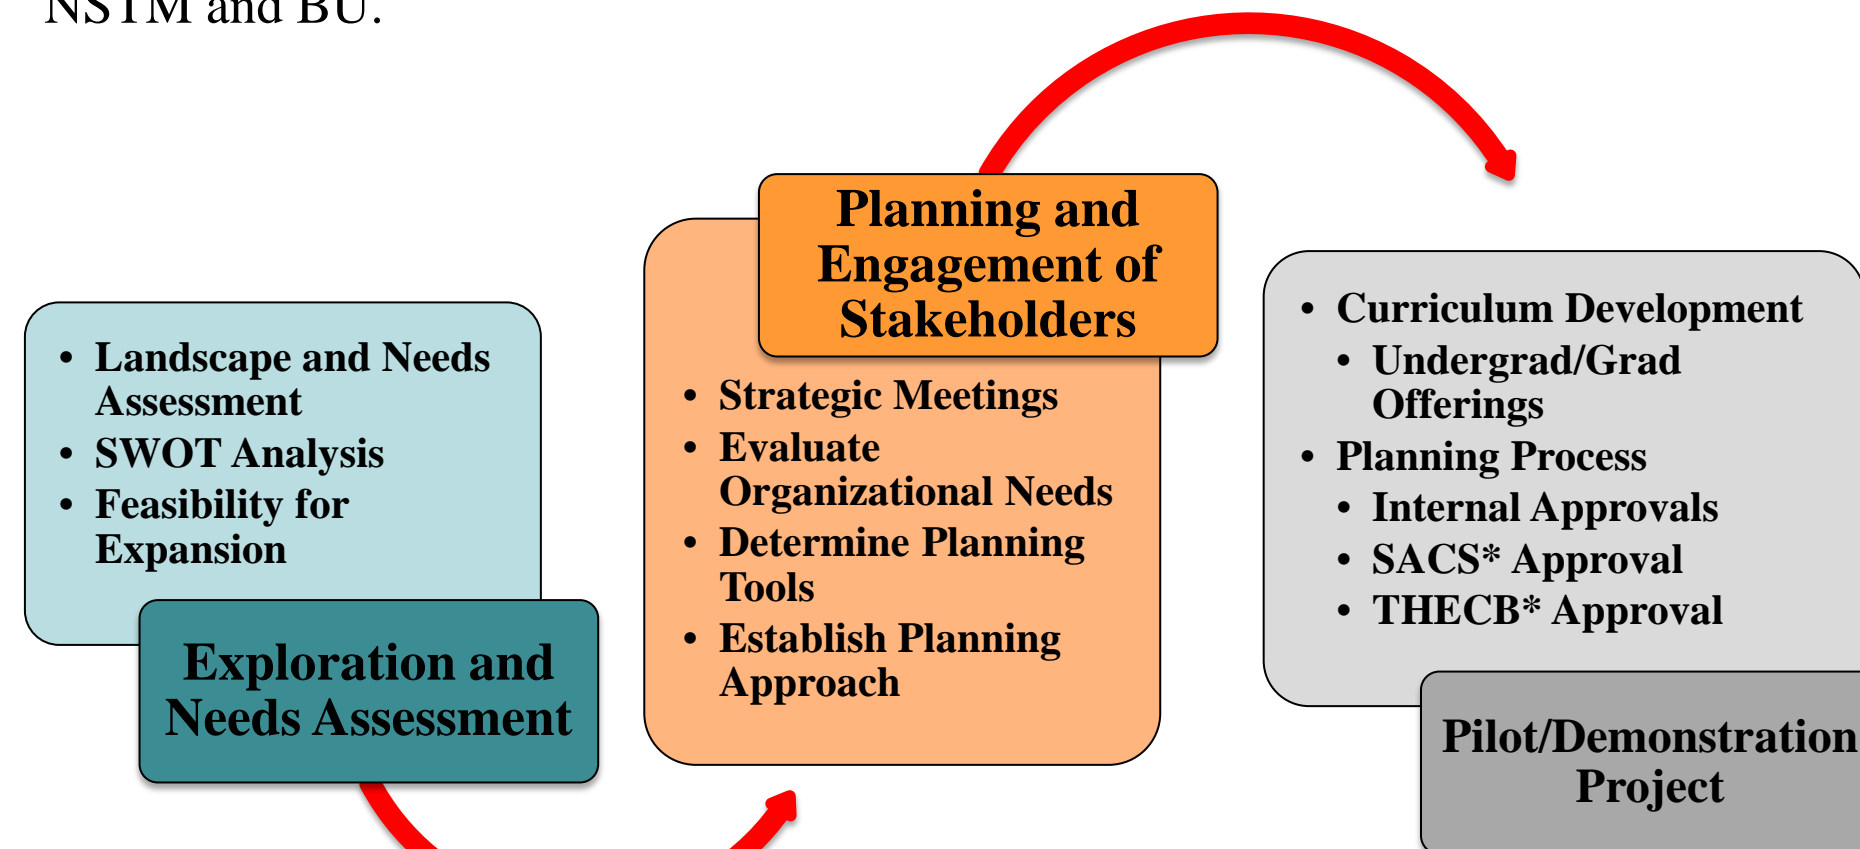 NSTM and BU.
• Landscape and Needs
Assessment
• SWOT Analysis
• Feasibility for
Expansion
Exploration and
Needs Assessment
Planning and
Engagement of
Stakeholders
• Strategic Meetings
• Evaluate
Organizational Needs
• Determine Planning
Tools
• Establish Planning
Approach
• Curriculum Development
• Undergrad/Grad
Offerings
• Planning Process
• Internal Approvals
• SACS* Approval
• THECB* Approval
Pilot/Demonstration
Project